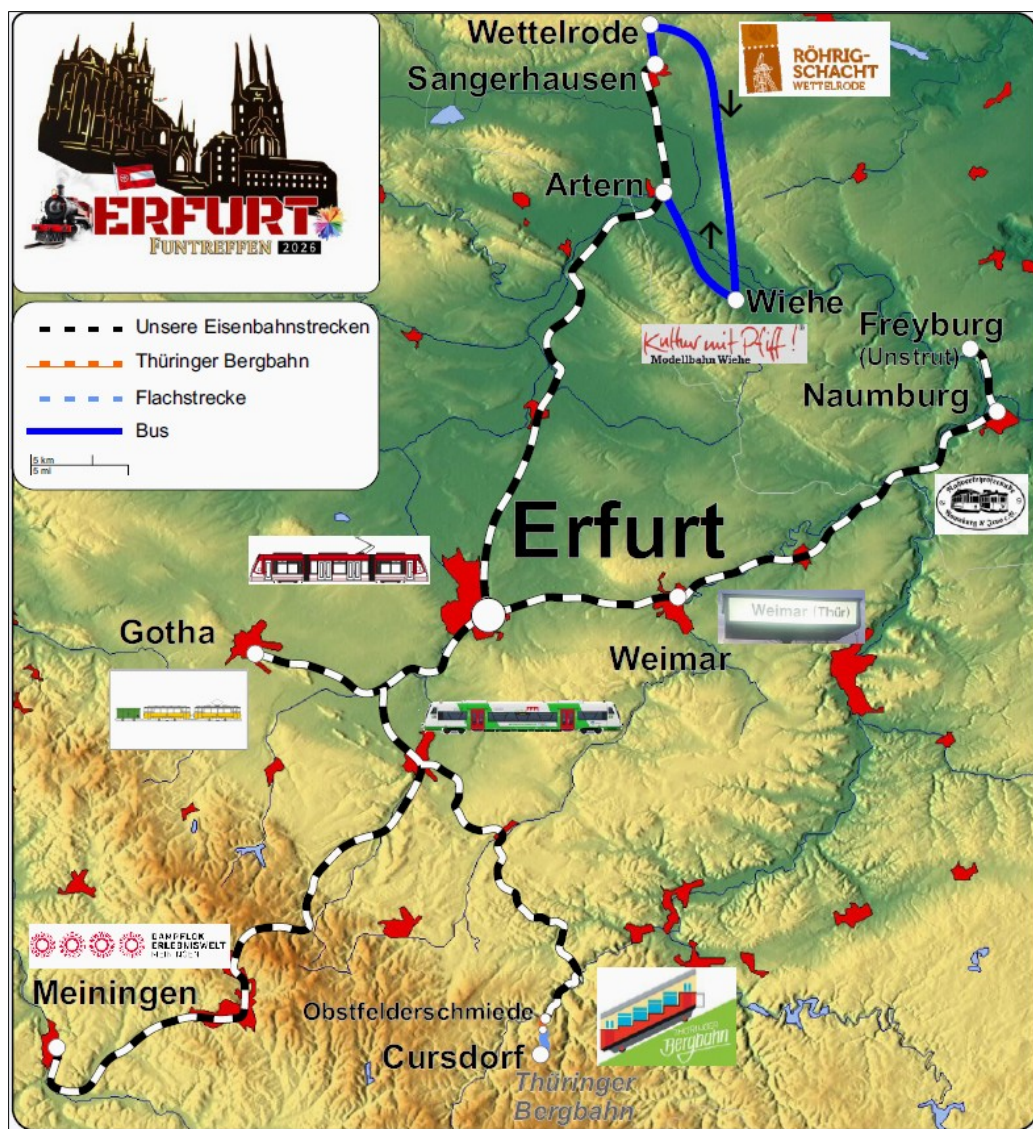 ERFURT
FUNTREFFEN 2026
Unsere Eisenbahnstrecken
Thüringer Bergbahn
Flachstrecke
Bus
5 km
5 mi
Wettelrode
Sangerhausen
RÖHRIG-
SCHACHT
WETTELRODE
Artern
Wiehe
Kultur mit Pfiff!
Modellbahn Wiehe
Freyburg
(Unstrut)
Naumburg
Erfurt
Weimar (Thür)
Gotha
Weimar
DAMPFLOK
ERLEBNISWELT
MEININGEN
Meiningen
Obstfelderschmiede
Cursdorf
Thüringer
Bergbahn
Bergbahn